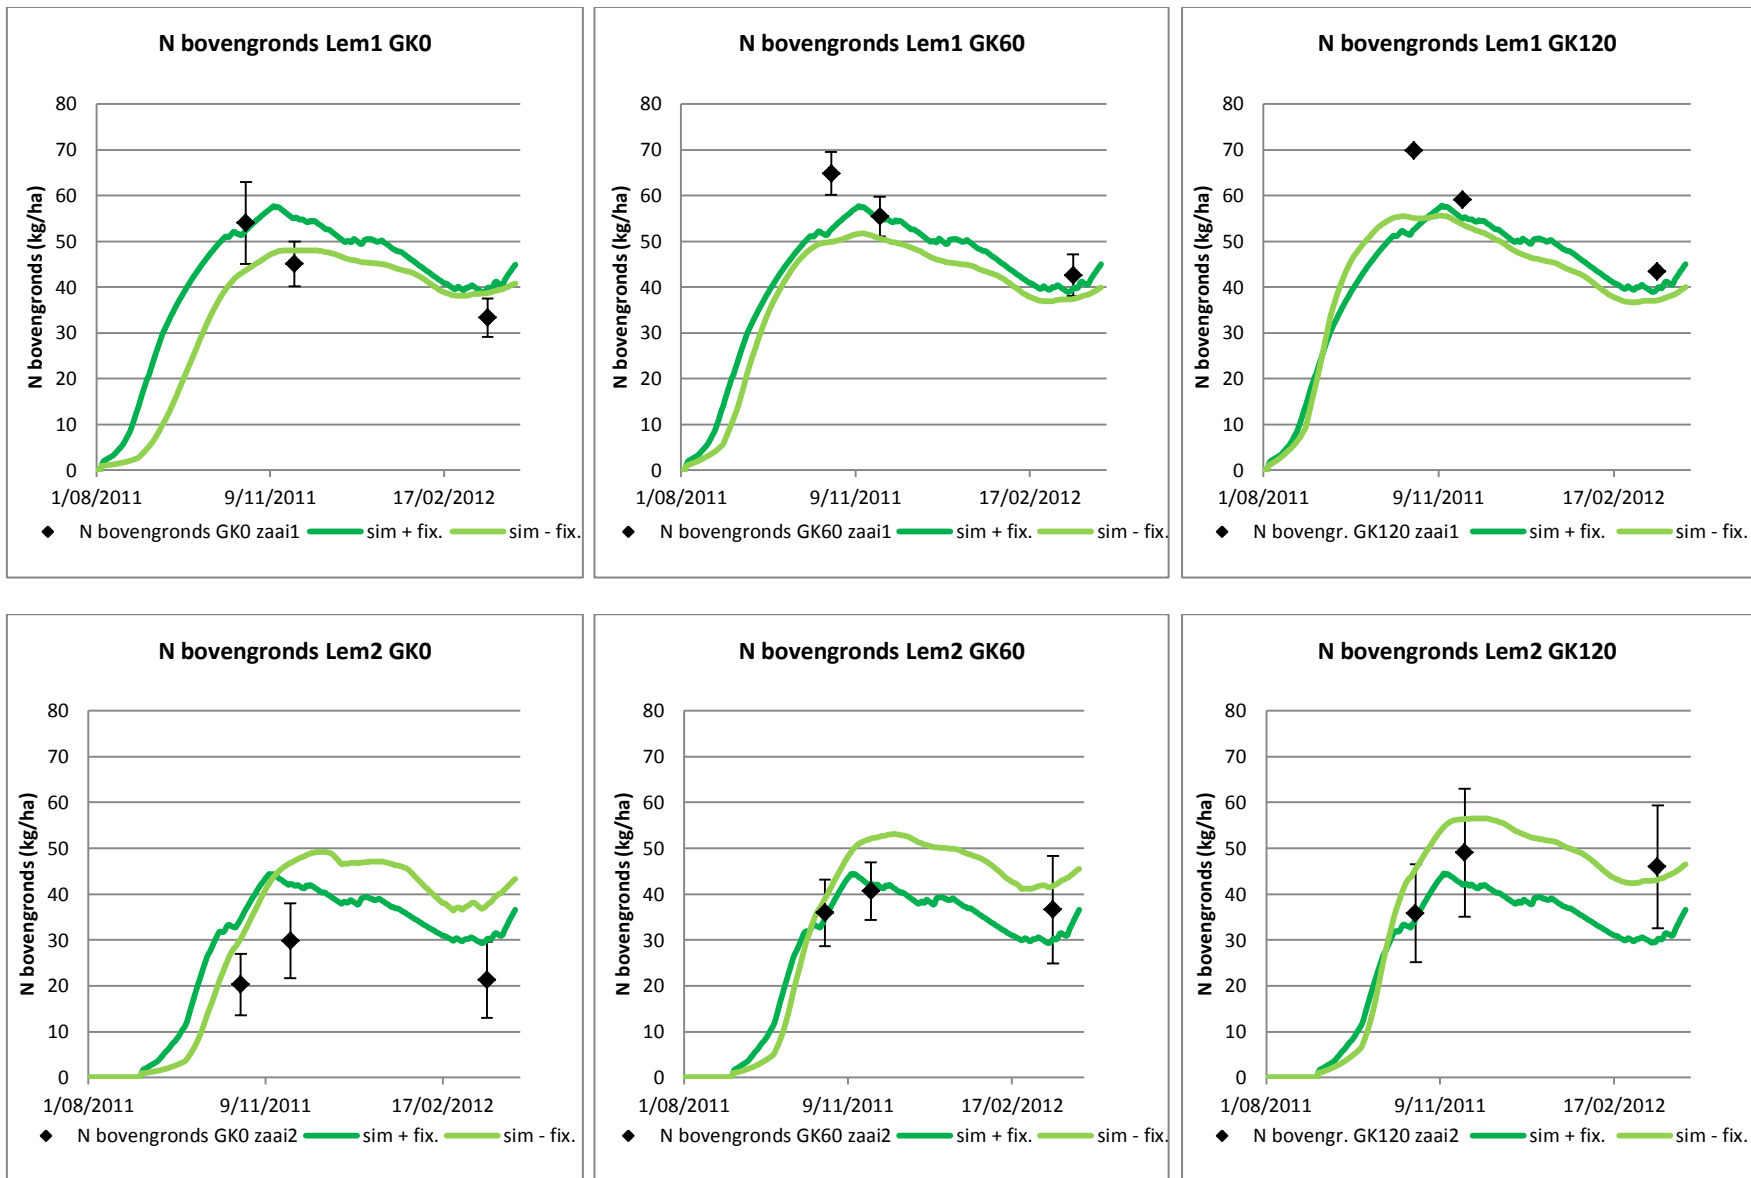 N bovengronds Lem1 GK0
N bovengronds (kg/ha)
80
70
60
50
40
30
20
10
0
1/08/2011 9/11/2011 17/02/2012
N bovengronds GK0 zaai1 sim + fix. sim - fix.
N bovengronds Lem1 GK60
N bovengronds (kg/ha)
80
70
60
50
40
30
20
10
0
1/08/2011 9/11/2011 17/02/2012
N bovengronds GK60 zaai1 sim + fix. sim - fix.
N bovengronds Lem1 GK120
N bovengronds (kg/ha)
80
70
60
50
40
30
20
10
0
1/08/2011 9/11/2011 17/02/2012
N bovengr. GK120 zaai1 sim + fix. sim - fix.
N bovengronds Lem2 GK0
N bovengronds (kg/ha)
80
70
60
50
40
30
20
10
0
1/08/2011 9/11/2011 17/02/2012
N bovengronds GK0 zaai2 sim + fix. sim - fix.
N bovengronds Lem2 GK60
N bovengronds (kg/ha)
80
70
60
50
40
30
20
10
0
1/08/2011 9/11/2011 17/02/2012
N bovengronds GK60 zaai2 sim + fix. sim - fix.
N bovengronds Lem2 GK120
N bovengronds (kg/ha)
80
70
60
50
40
30
20
10
0
1/08/2011 9/11/2011 17/02/2012
N bovengr. GK120 zaai2 sim + fix. sim - fix.